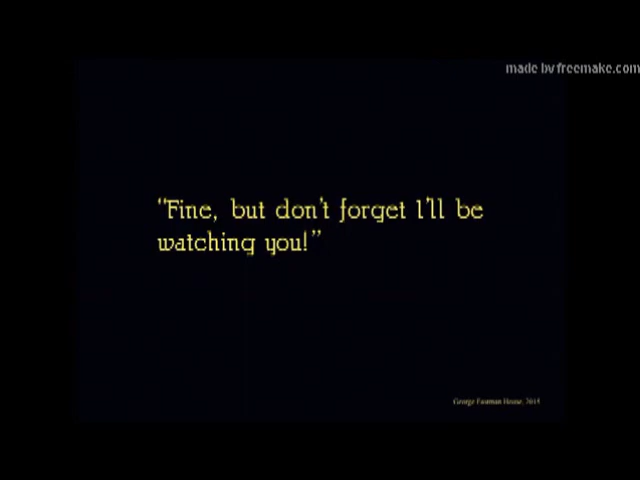 made by freemake.com
“Fine, but don't forget I'll be
watching you!”
George Eastman House, 2015